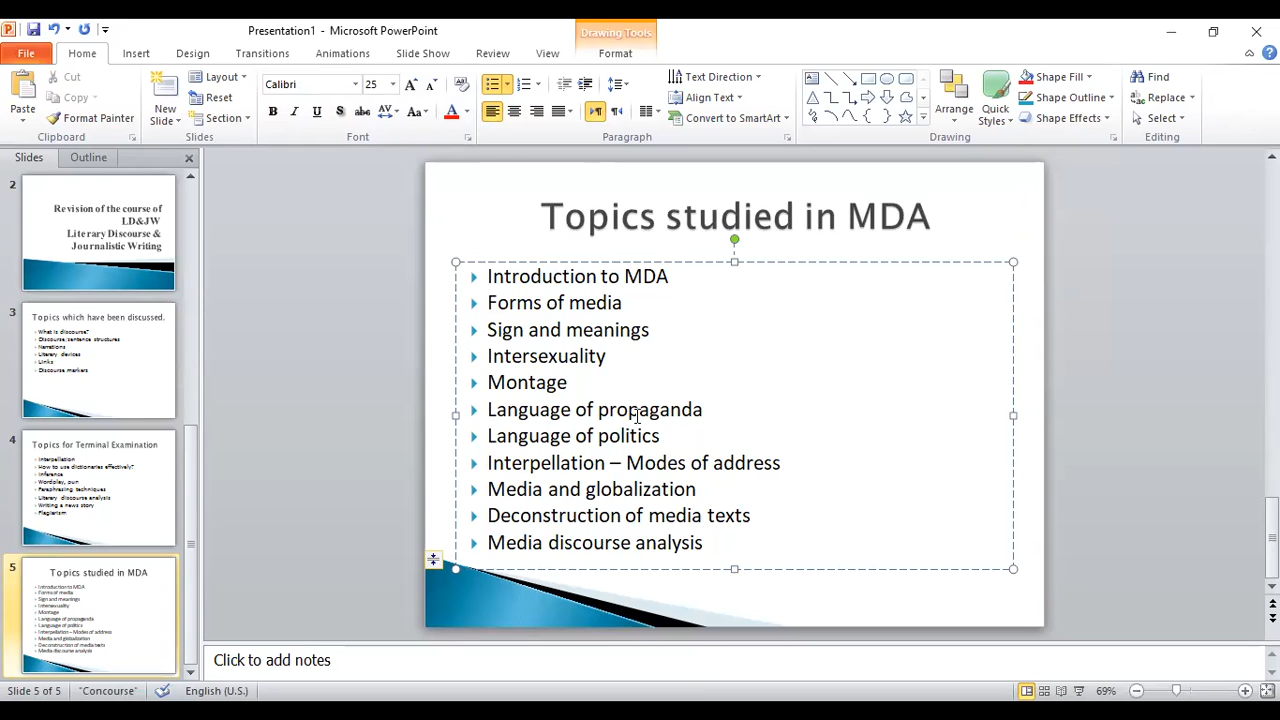 Presentation1 - Microsoft PowerPoint
Drawing Tools
File
Home
Insert
Design
Transitions
Animations
Slide Show
Review
View
Format
Paste
Cut
Copy
Format Painter
Clipboard
New Slide
Layout
Reset
Section
Slides
Calibri
25
Font
Paragraph
Text Direction
Align Text
Convert to SmartArt
Arrange
Quick Styles
Shape Fill
Shape Outline
Shape Effects
Drawing
Find
Replace
Select
Editing
Slides
Outline
2
Revision of the course of
LD&JW
Literary Discourse &
Journalistic Writing
3
Topics which have been discussed.
What is discourse?
Discourse/sentence structures
Narrations
Literary devices
Links
Discourse markers
4
Topics for Terminal Examination
Interpellation
How to use dictionaries effectively?
Inference
Wordplay, pun
Paraphrasing techniques
Literary discourse analysis
Writing a news story
Plagiarism
5
Topics studied in MDA
Introduction to MDA
Forms of media
Sign and meanings
Intersexuality
Montage
Language of propaganda
Language of politics
Interpellation – Modes of address
Media and globalization
Deconstruction of media texts
Media discourse analysis
Topics studied in MDA
Introduction to MDA
Forms of media
Sign and meanings
Intersexuality
Montage
Language of propaganda
Language of politics
Interpellation – Modes of address
Media and globalization
Deconstruction of media texts
Media discourse analysis
Click to add notes
Slide 5 of 5
"Concourse"
English (U.S.)
69%